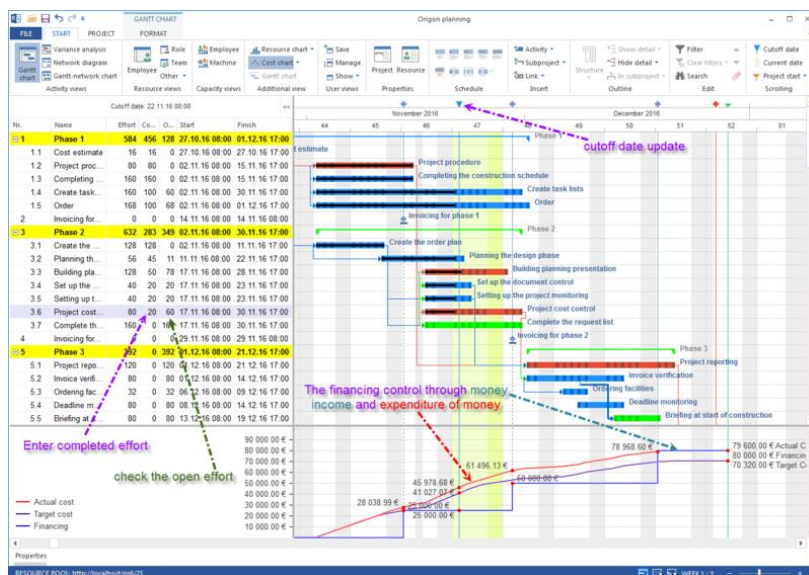 Origon planning
GANTT CHART
FILE START PROJECT FORMAT
Gantt chart
Variance analysis
Network diagram
Gantt-network chart
Activity views
Employee
Role
Team
Other
Resource views
Employee
Machine
Capacity views
Resource chart
Cost chart
Gantt chart
Additional view
Save
Manage
Show
User views
Project Resource
Properties
Schedule
Activity
Subproject
Link
Insert
Structure
Show detail
Hide detail
In subproject
Outline
Filter
Clear filters
Search
Edit
Cutoff date
Current date
Project start
Scrolling
Cutoff date: 22.11.16 00:00
November 2016 December 2016
Nr. Name Effort Co... O... Start Finish
44 45 46 47 48 49 50 51 52 01
1 Phase 1 584 456 128 27.10.16 08:00 01.12.16 17:00
1.1 Cost estimate 16 16 0 27.10.16 08:00 27.10.16 17:00
1.2 Project proc... 80 80 0 02.11.16 08:00 15.11.16 17:00
1.3 Completing ... 160 160 0 02.11.16 08:00 15.11.16 17:00
1.4 Create task... 160 100 60 02.11.16 08:00 30.11.16 17:00
1.5 Order 168 100 68 02.11.16 08:00 01.12.16 17:00
2 Invoicing for... 0 0 0 14.11.16 08:00 14.11.16 08:00
3 Phase 2 632 283 349 02.11.16 08:00 30.11.16 17:00
3.1 Create the ... 128 128 0 02.11.16 08:00 11.11.16 17:00
3.2 Planning th... 56 45 11 11.11.16 08:00 22.11.16 17:00
3.3 Building pla... 128 50 78 17.11.16 08:00 28.11.16 17:00
3.4 Set up the ... 40 20 20 17.11.16 08:00 23.11.16 17:00
3.5 Setting up t... 40 20 20 17.11.16 08:00 23.11.16 17:00
3.6 Project cost... 80 20 60 17.11.16 08:00 30.11.16 17:00
3.7 Complete th... 160 17.11.16 08:00 30.11.16 17:00
4 Invoicing for... 0 29.11.16 08:00 29.11.16 08:00
5 Phase 3 392 0 392 01.12.16 08:00 21.12.16 17:00
5.1 Project repo... 120 0 120 08:00 21.12.16 17:00
5.2 Invoice verifi... 80 0 80 01.12.16 08:00 14.12.16 17:00
5.3 Ordering fac... 32 0 32 06.12.16 08:00 09.12.16 17:00
5.4 Deadline m... 80 0 80 08.12.16 08:00 14.12.16 17:00
5.5 Briefing at ... 80 0 80 13.12.16 08:00 19.12.16 17:00
Phase 1
cutoff date update
t estimate
Project procedure
Completing the construction schedule
Create task lists
Order
Invoicing for phase 1
Phase 2
Create the order plan
Planning the design phase
Building planning presentation
Set up the document control
Setting up the project monitoring
Project cost control
Complete the request list
Invoicing for phase 2
Phase 3
Project reporting
Invoice verification
Ordering facilities
Deadline monitoring
Briefing at start of construction
The financing control through money
income and expenditure of money
Enter completed effort
check the open effort
90 000.00 €
80 000.00 €
70 000.00 €
60 000.00 €
50 000.00 €
40 000.00 €
30 000.00 €
20 000.00 €
10 000.00 €
Actual cost
Target cost
Financing
28 038.99 €
45 978.68 €
41 027.07 €
25 000.00 €
25 000.00 €
61 496.13 €
60 000.00 €
78 968.60 €
79 600.00 € Actual C
80 000.00 € Financin
70 320.00 € Target C
Properties
RESOURCE POOL: http://localhost/rp6/21
WEEK 1 : 3